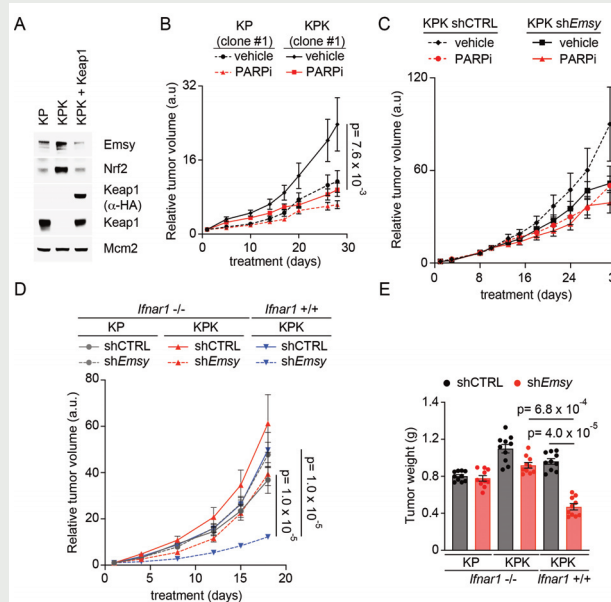 A
KP
KPK
KPK + Keap1
Emsy
Nrf2
Keap1
(α-HA)
Keap1
Mcm2
B
KP KPK
(clone #1) (clone #1)
vehicle vehicle
PARPi PARPi
Relative tumor volume (a.u)
32
16
0
0 10 20 30
treatment (days)
p= 7.6 x 10-3
C
KPK shCTRL KPK shEmsy
vehicle vehicle
PARPi PARPi
Relative tumor volume (a.u)
120
60
0
0 8 16 24
treatment (days)
D
Ifnar1 -/- Ifnar1 +/+
KP KPK KPK
shCTRL shCTRL shCTRL
shEmsy shEmsy shEmsy
Relative tumor volume (a.u.)
80
60
40
20
0
0 5 10 15 20
treatment (days)
p= 1.0 x 10-5
p= 1.0 x 10-5
E
shCTRL shEmsy
p= 6.8 x 10-4
p= 4.0 x 10-5
Tumor weight (g)
1.4
1.2
0.8
0.4
0
KP KPK KPK
Ifnar1 -/- Ifnar1 +/+